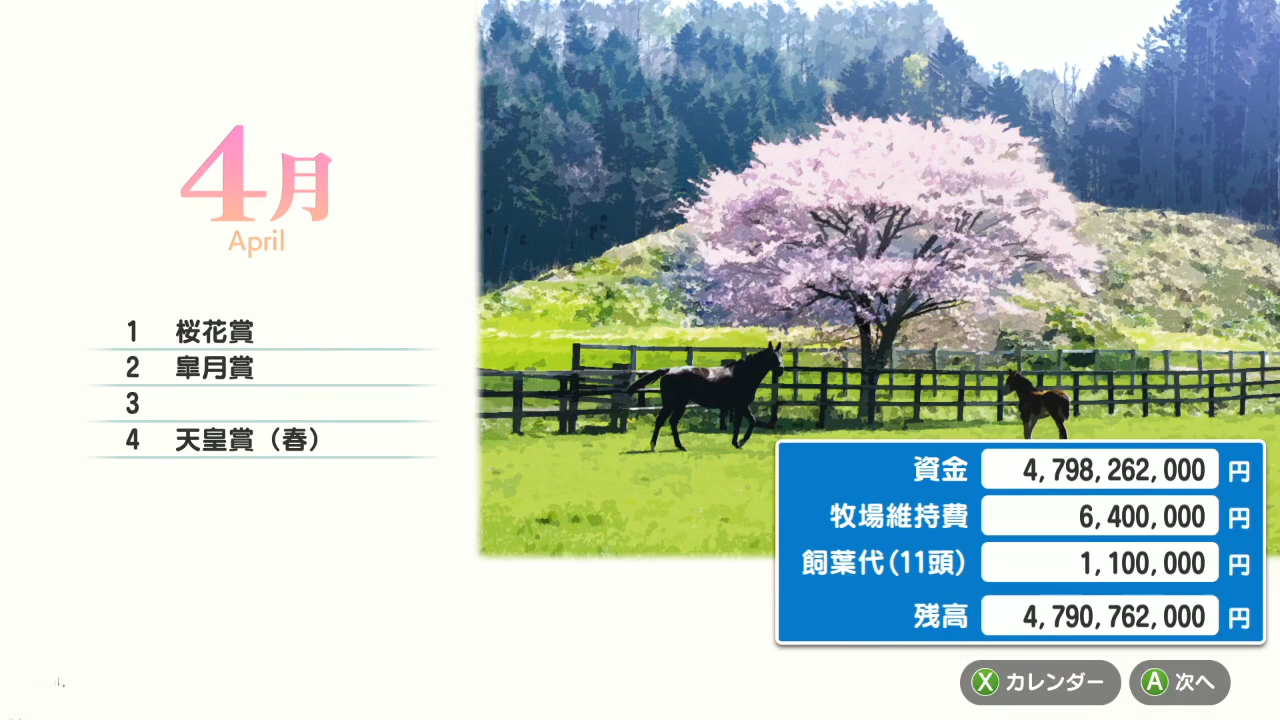 4月
April
1 桜花賞
2 皐月賞
3
4 天皇賞（春）
資金 4,798,262,000 円
牧場維持費 6,400,000 円
飼葉代(11頭) 1,100,000 円
残高 4,790,762,000 円
X カレンダー A 次へ